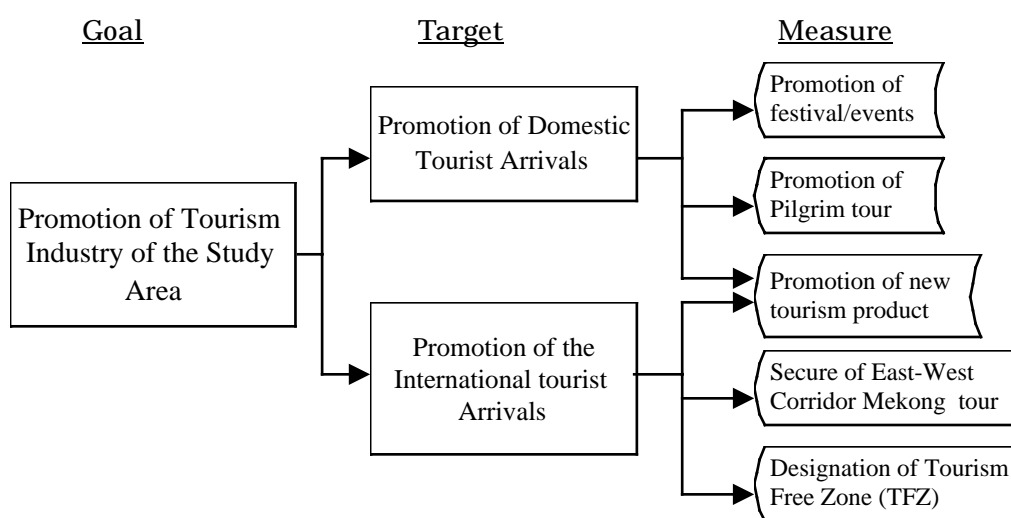 Goal
Target
Measure
Promotion of Tourism
Industry of the Study
Area
Promotion of Domestic
Tourist Arrivals
Promotion of the
International tourist
Arrivals
Promotion of
festival/events
Promotion of
Pilgrim tour
Promotion of new
tourism product
Secure of East-West
Corridor Mekong tour
Designation of Tourism
Free Zone (TFZ)